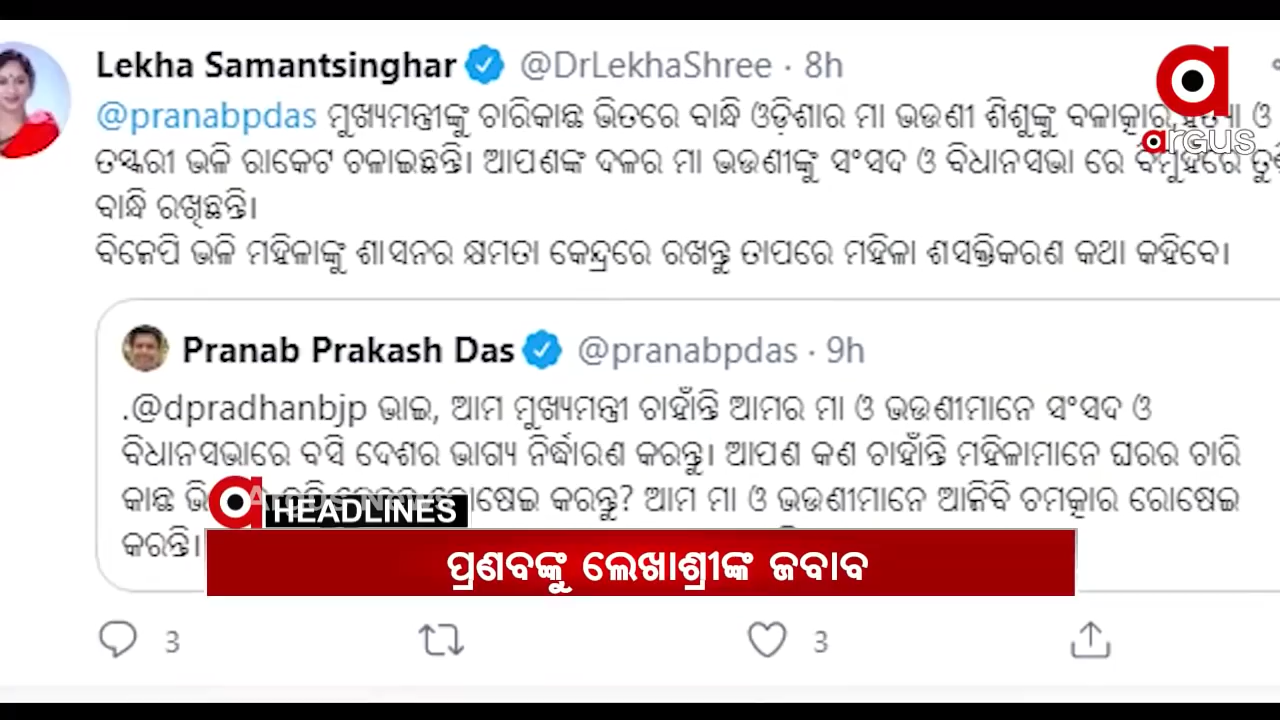 Lekha Samantsinghar @DrLekhaShree · 8h
@pranabpdas ମୁଖ୍ୟମନ୍ତ୍ରୀଙ୍କୁ ଚାରିକାନ୍ଥ ଭିତରେ ବାନ୍ଧି ଓଡ଼ିଶାର ମା ଭଉଣୀ ଶିଶୁଙ୍କୁ ବଳାତ୍କାର ହତ୍ୟା ଓ
ତସ୍କରୀ ଭଳି ରାକେଟ ଚଳାଇଛନ୍ତି। ଆପଣଙ୍କ ଦଳର ମା ଭଉଣୀଙ୍କୁ ସଂସଦ ଓ ବିଧାନସଭା ରେ
ବାନ୍ଧି ରଖିଛନ୍ତି।
ବିଜେପି ଭଳି ମହିଳାଙ୍କୁ ଶାସନର କ୍ଷମତା କେନ୍ଦ୍ରରେ ରଖନ୍ତୁ ତାପରେ ମହିଳା ଶସକ୍ତିକରଣ କଥା କହିବେ।
argus
Pranab Prakash Das @pranabpdas · 9h
.@dpradhanbjp ଭାଇ, ଆମ ମୁଖ୍ୟମନ୍ତ୍ରୀ ଚାହାଁନ୍ତି ଆମର ମା ଓ ଭଉଣୀମାନେ ସଂସଦ ଓ
ବିଧାନସଭାରେ ବସି ଦେଶର ଭାଗ୍ୟ ନିର୍ଦ୍ଧାରଣ କରନ୍ତୁ। ଆପଣ କଣ ଚାହାଁନ୍ତି ମହିଳାମାନେ ଘରର ଚାରି
କାନ୍ଥ ରୋଷେଇ କରନ୍ତୁ? ଆମ ମା ଓ ଭଉଣୀମାନେ ଆଜିବି ଚମତ୍କାର ରୋଷେଇ
କରନ୍ତି।
HEADLINES
ପ୍ରଣବଙ୍କୁ ଲେଖାଶ୍ରୀଙ୍କ ଜବାବ
3 3